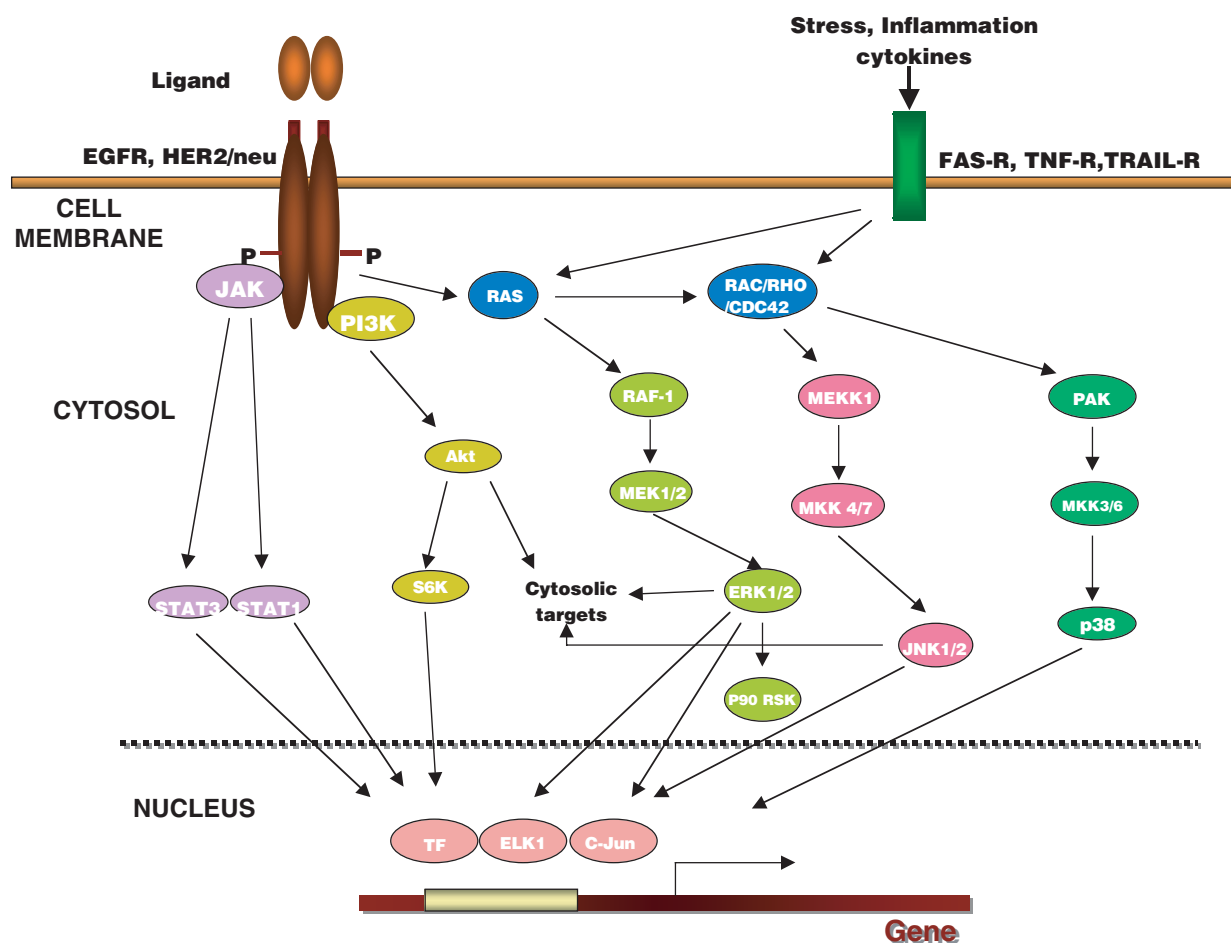 Stress, Inflammation
cytokines
Ligand
EGFR, HER2/neu
FAS-R, TNF-R,TRAIL-R
CELL
MEMBRANE
P
P
JAK
PI3K
RAS
RAC/RHO
/CDC42
CYTOSOL
RAF-1
MEKK1
PAK
Akt
MEK1/2
MKK 4/7
MKK3/6
STAT3
STAT1
S6K
Cytosolic
targets
ERK1/2
p38
JNK1/2
P90 RSK
NUCLEUS
TF
ELK1
C-Jun
Gene